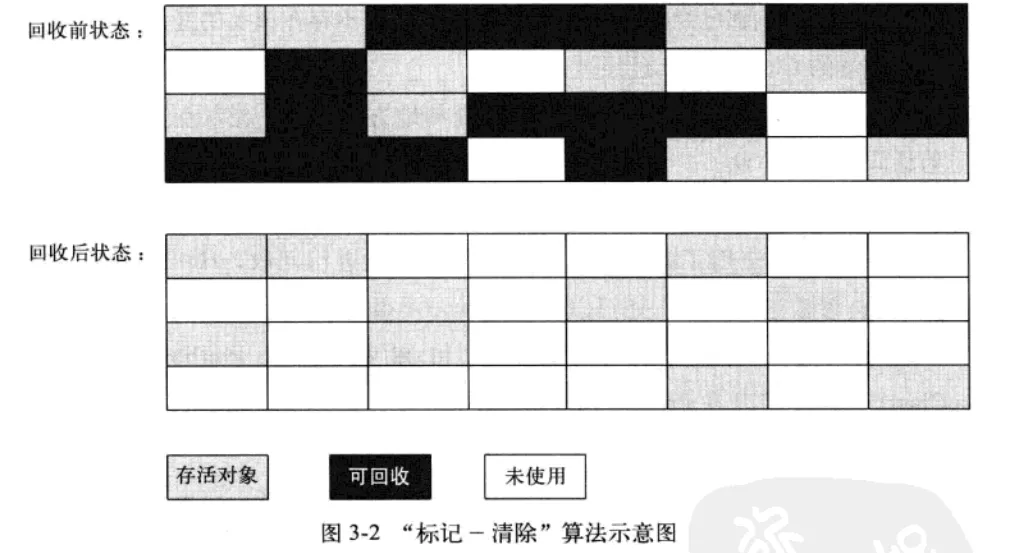 回收前状态：
回收后状态：
存活对象
可回收
未使用
图 3-2 “标记 － 清除”算法示意图